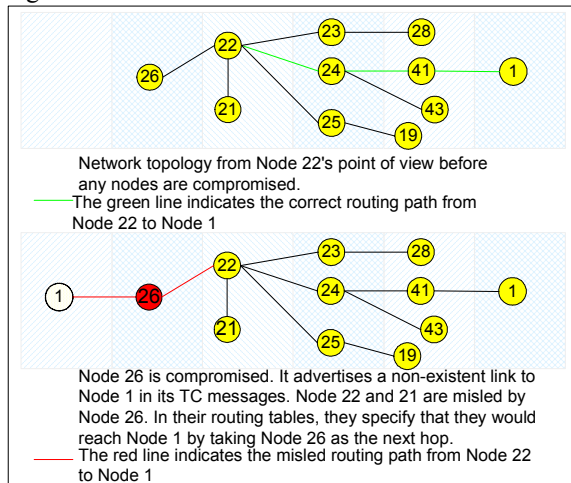 23
28
22
24
41
1
26
21
43
25
19
Network topology from Node 22's point of view before
any nodes are compromised.
The green line indicates the correct routing path from
Node 22 to Node 1
23
28
22
1
26
24
41
1
21
43
25
19
Node 26 is compromised. It advertises a non-existent link to
Node 1 in its TC messages. Node 22 and 21 are misled by
Node 26. In their routing tables, they specify that they would
reach Node 1 by taking Node 26 as the next hop.
The red line indicates the misled routing path from Node 22
to Node 1